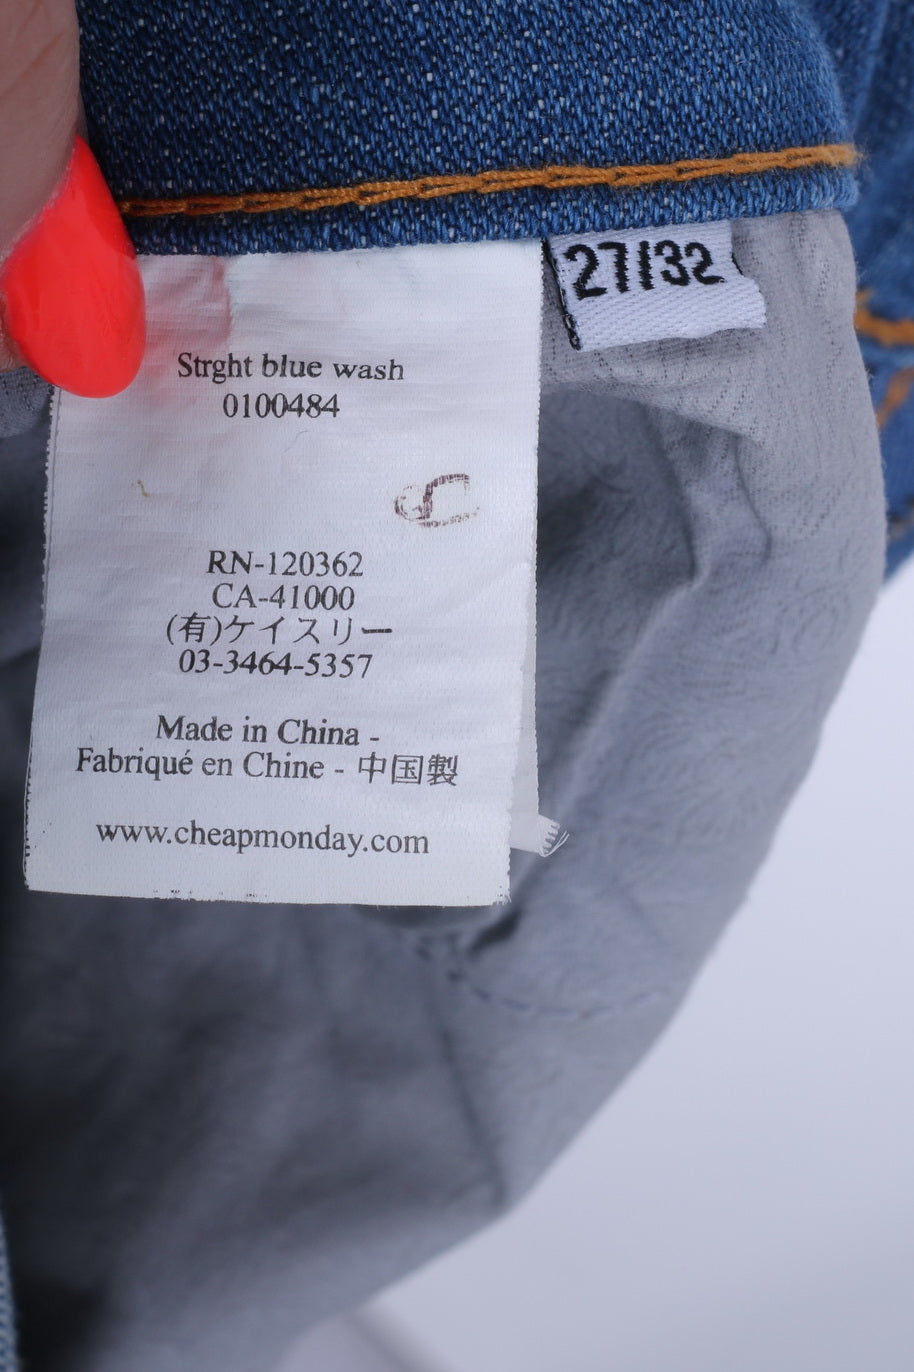 27/32
Strght blue wash
0100484
RN-120362
CA-41000
(有)ケイスリー
03-3464-5357
Made in China -
Fabriqué en Chine - 中国製
www.cheapmonday.com